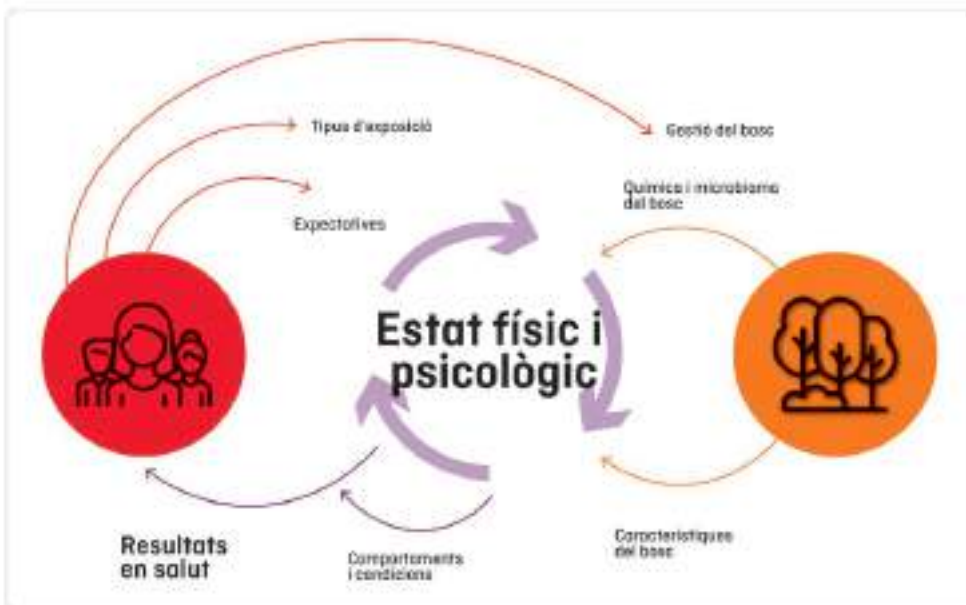 Tipus d'exposició
Gestió del bosc
Química i microbioma
del bosc
Expectatives
Estat físic i
psicològic
Resultats
en salut
Comportaments
i condicions
Característiques
del bosc